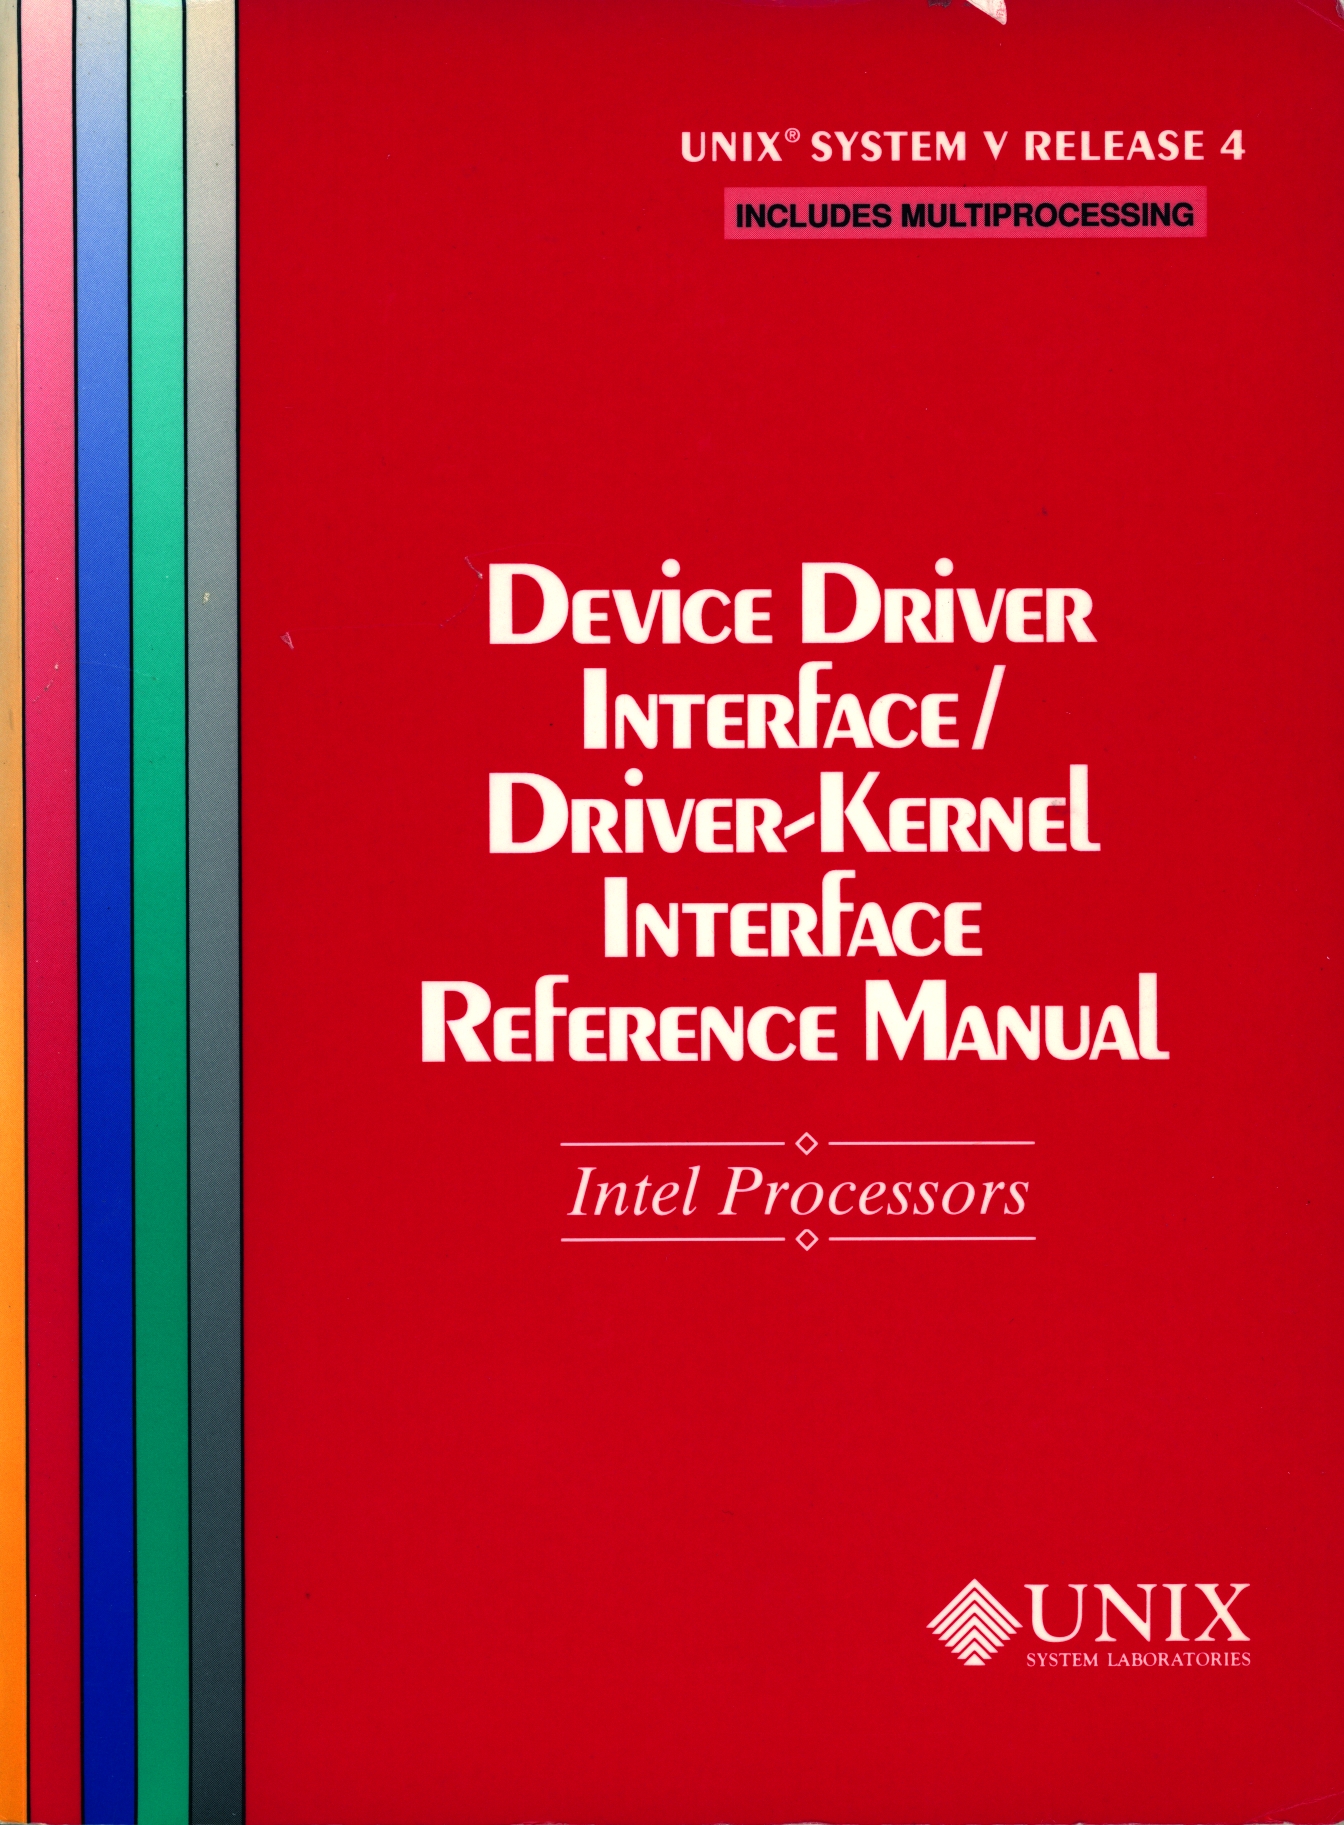 UNIX® SYSTEM V RELEASE 4
INCLUDES MULTIPROCESSING
DEViCE DRiVER
INTERfACE/
DRiVER-KERNEl
INTERfACE
REfERENCE MANUAl
Intel Processors
UNIX
SYSTEM LABORATORIES